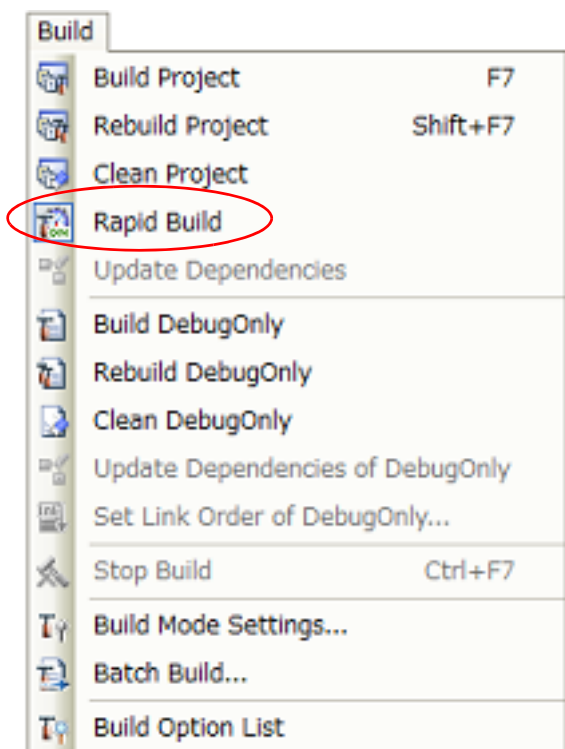 Build
Build Project F7
Rebuild Project Shift+F7
Clean Project
Rapid Build
Update Dependencies
Build DebugOnly
Rebuild DebugOnly
Clean DebugOnly
Update Dependencies of DebugOnly
Set Link Order of DebugOnly...
Stop Build Ctrl+F7
Build Mode Settings...
Batch Build...
Build Option List